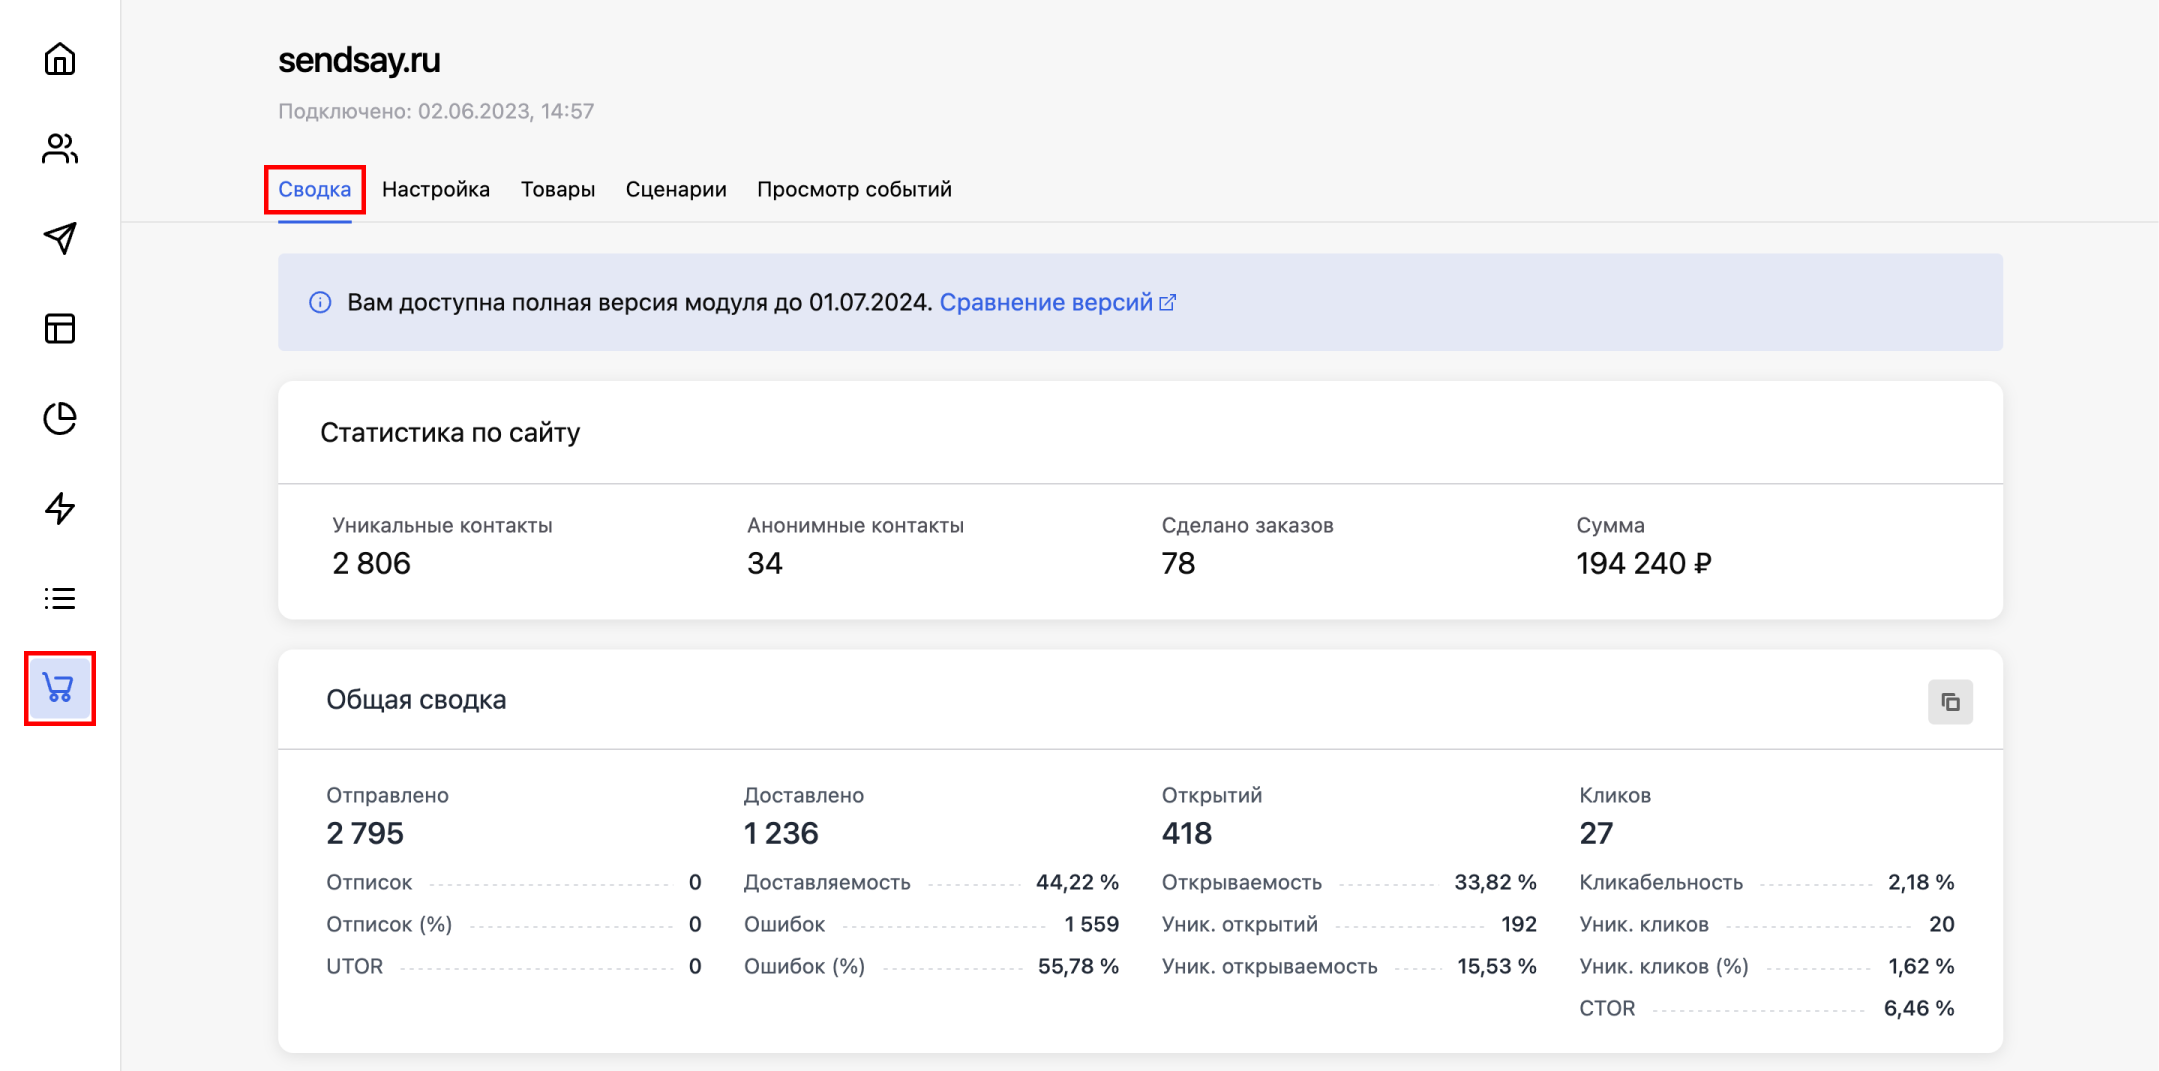 sendsay.ru
Подключено: 02.06.2023, 14:57
Сводка Настройка Товары Сценарии Просмотр событий
Вам доступна полная версия модуля до 01.07.2024. Сравнение версий
Статистика по сайту
Уникальные контакты Анонимные контакты Сделано заказов Сумма
2 806 34 78 194 240 ₽
Общая сводка
Отправлено Доставлено Открытий Кликов
2 795 1 236 418 27
Отписок 0 Доставляемость 44,22 % Открываемость 33,82 % Кликабельность 2,18 %
Отписок (%) 0 Ошибок 1 559 Уник. открытий 192 Уник. кликов 20
UTOR 0 Ошибок (%) 55,78 % Уник. открываемость 15,53 % Уник. кликов (%) 1,62 %
CTOR 6,46 %